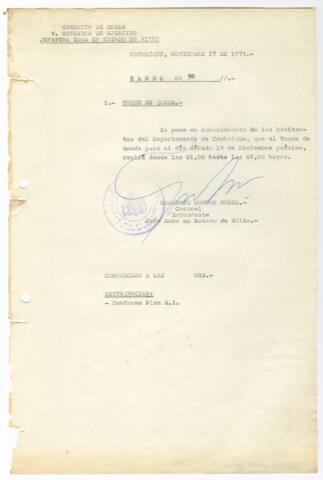 EJERCITO DE CHILE
V. DIVISION DE EJERCITO
JEFATURA ZONA EN ESTADO DE SITIO
COYHAIQUE, NOVIEMBRE 27 DE 1973.-
B A N D O Nº 90 //.-
1.- TOQUE DE QUEDA.-
Se pone en conocimiento de los habitan-
tes del Departamento de Coyhaique, que el Toque de
Queda para el día Sábado 1º de Diciembre próximo,
regirá desde las 01,00 hasta las 06,00 horas.
HUMBERTO GORDON RUBIO.-
Coronel
Intendente
Jefe Zona en Estado de Sitio.-
COMUNICADO A LAS HRS.-
DISTRIBUCION:
- Conforme Plan A.1.